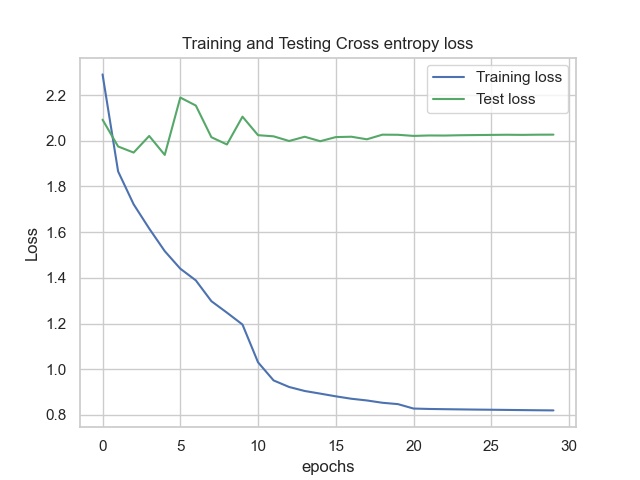 Training and Testing Cross entropy loss
Training loss
Test loss
2.2
2.0
1.8
1.6
1.4
1.2
1.0
0.8
Loss
0 5 10 15 20 25 30
epochs